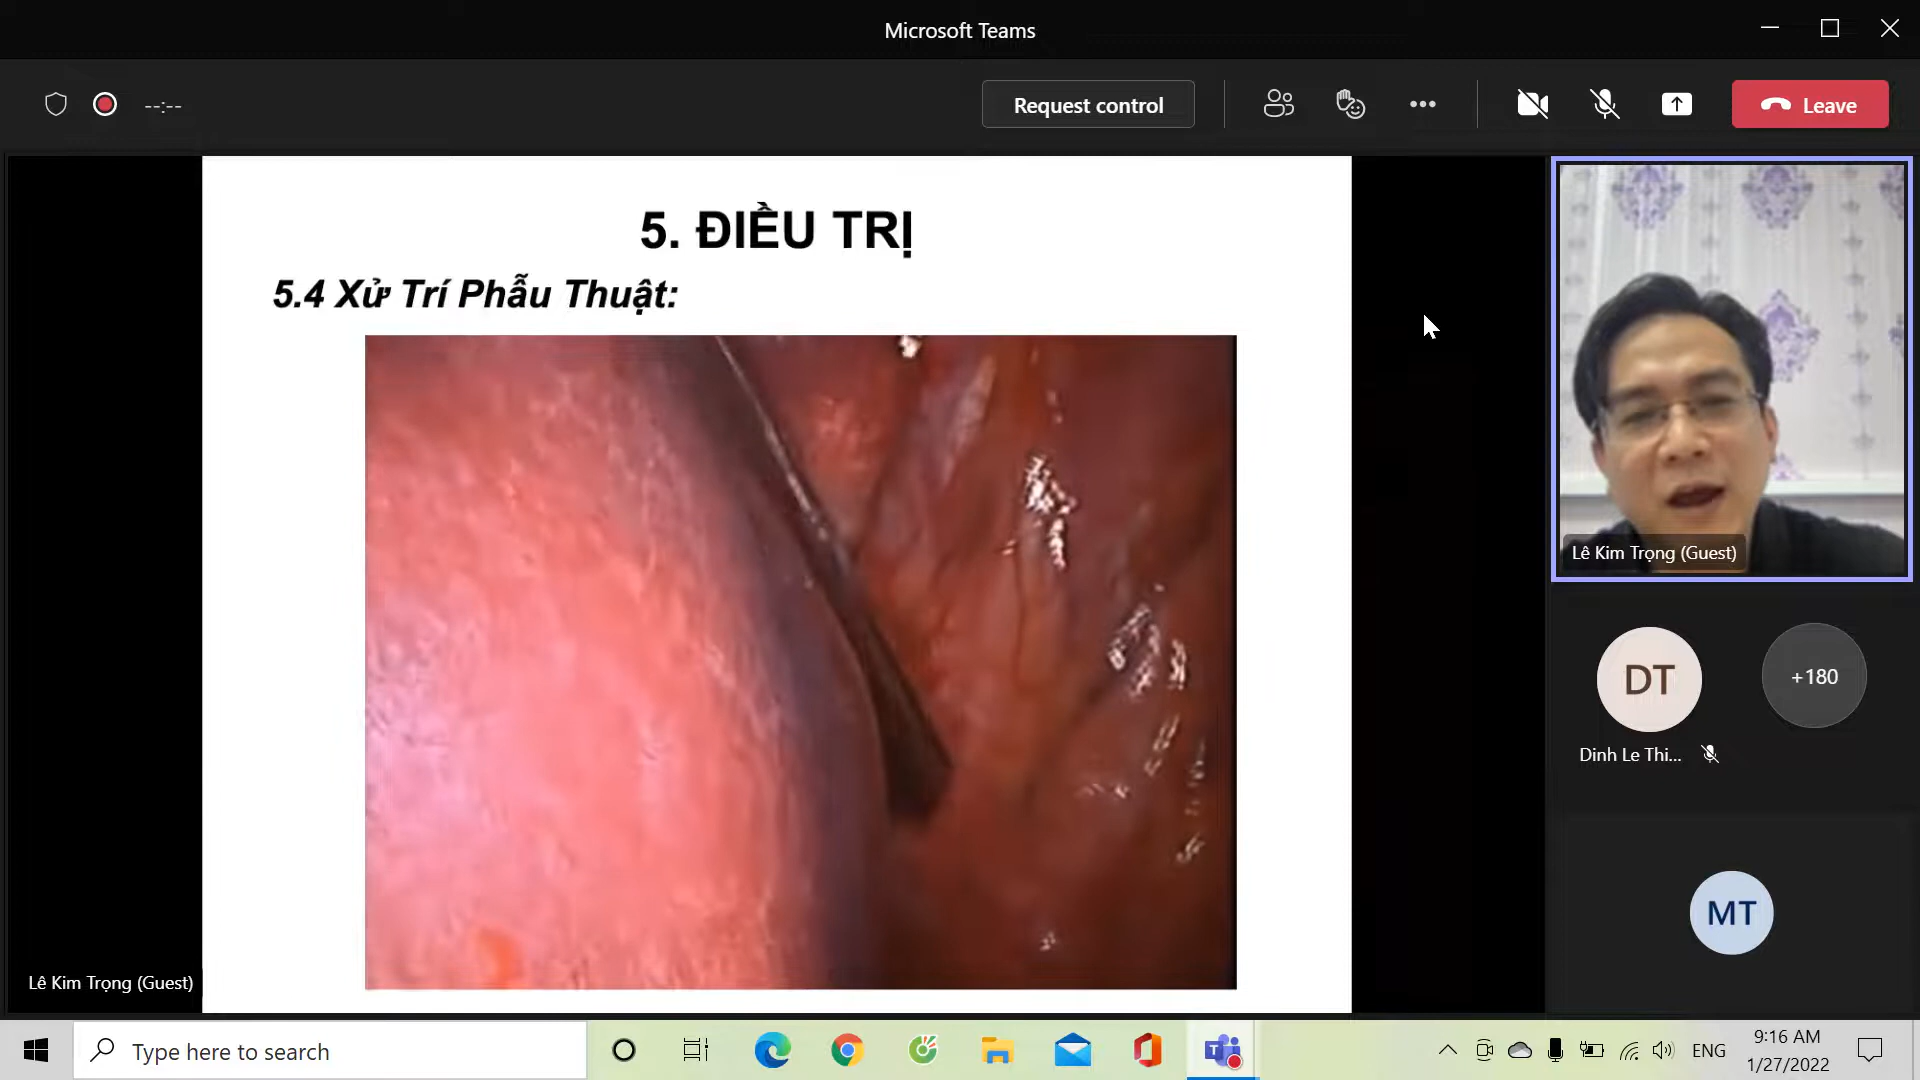 Microsoft Teams
--:--
Request control
Leave
5. ĐIỀU TRỊ
5.4 Xử Trí Phẫu Thuật:
Lê Kim Trọng (Guest)
DT
+180
Dinh Le Thi...
MT
Lê Kim Trọng (Guest)
Type here to search
ENG
9:16 AM
1/27/2022